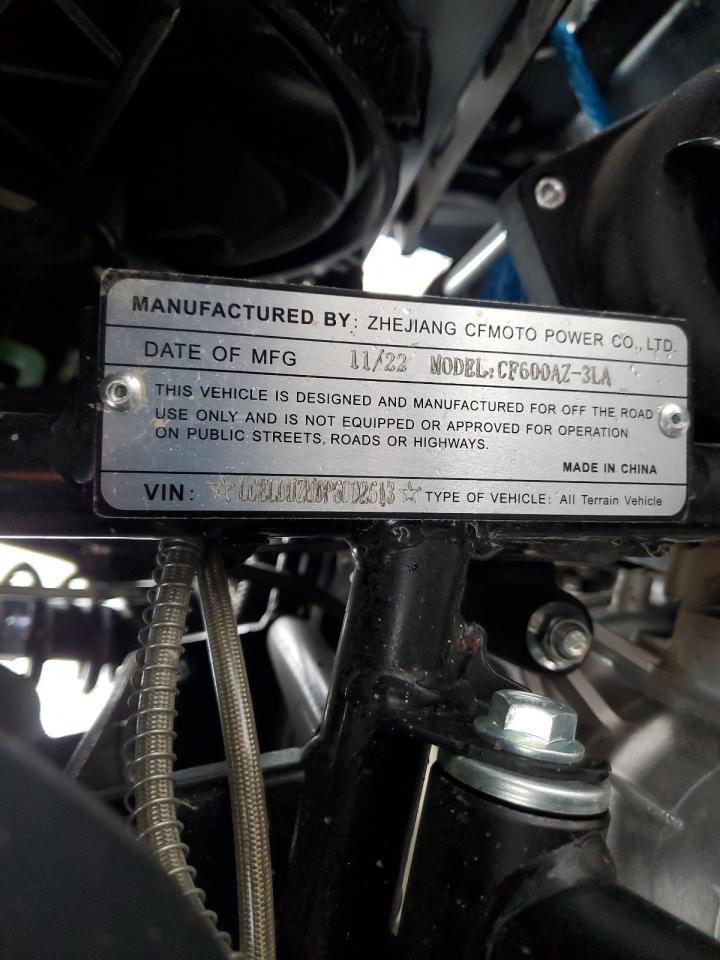 MANUFACTURED BY: ZHEJIANG CFMOTO POWER CO., LTD.
DATE OF MFG 11/22 MODEL: CF600AZ-3LA
THIS VEHICLE IS DESIGNED AND MANUFACTURED FOR OFF THE ROAD
USE ONLY AND IS NOT EQUIPPED OR APPROVED FOR OPERATION
ON PUBLIC STREETS, ROADS OR HIGHWAYS.
MADE IN CHINA
VIN: ☆ ☆ TYPE OF VEHICLE: All Terrain Vehicle